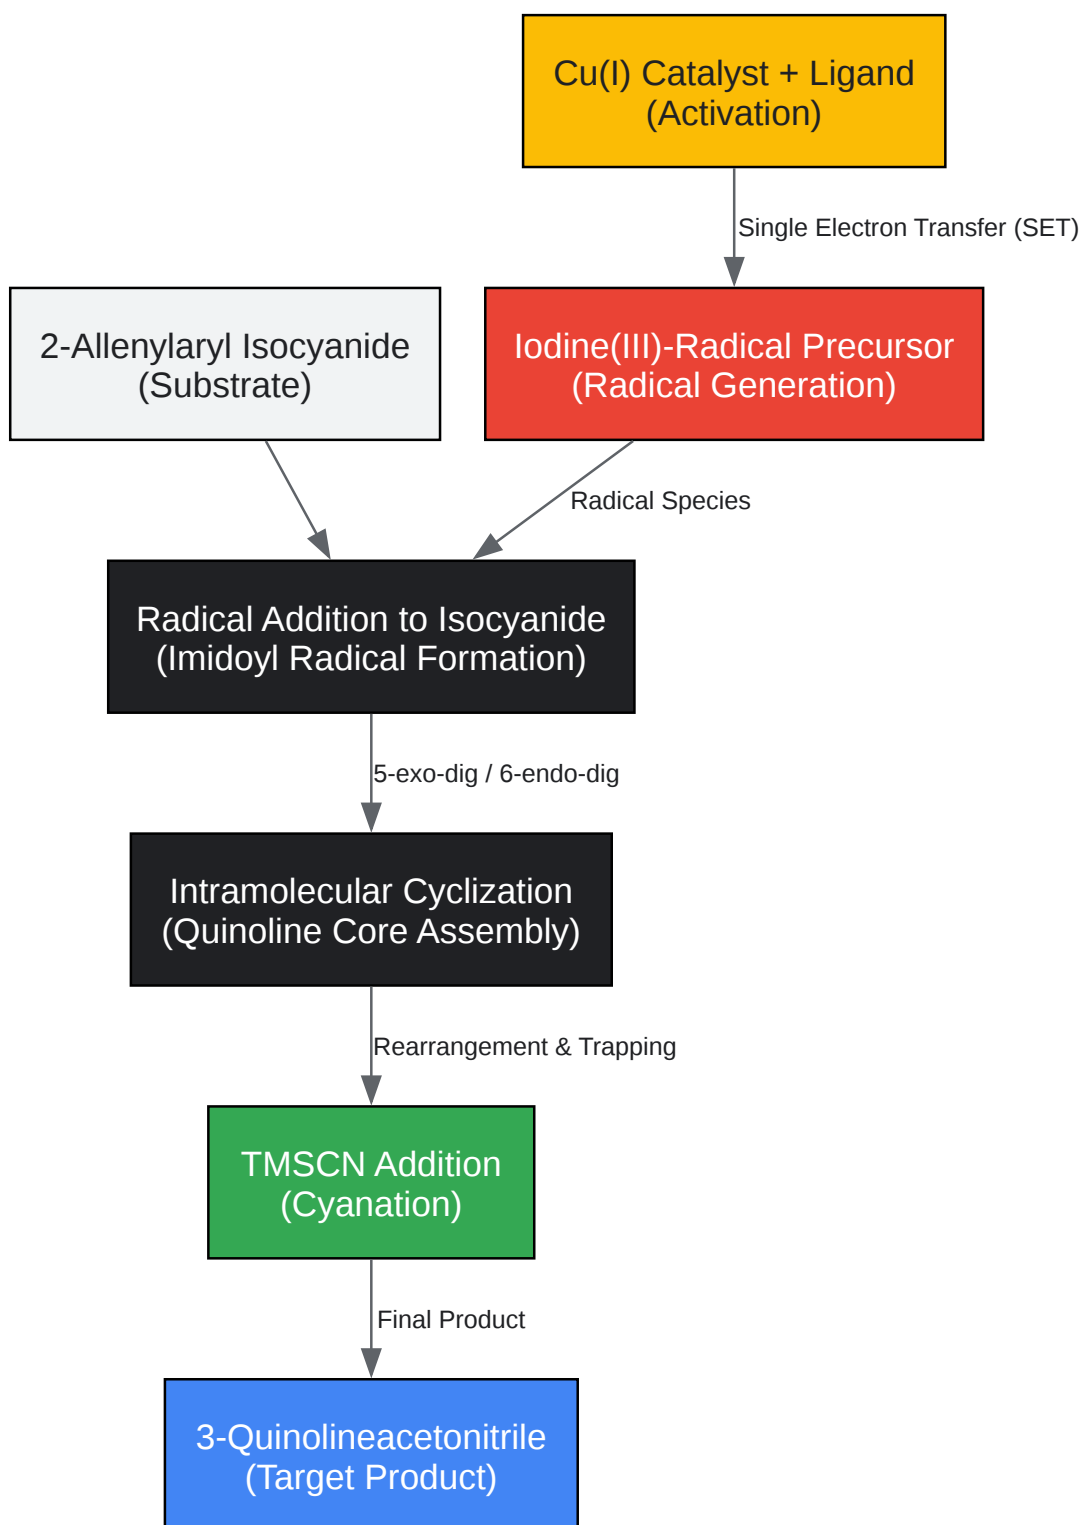 Cu(I) Catalyst + Ligand
(Activation)
Single Electron Transfer (SET)
2-Allenylaryl Isocyanide
(Substrate)
Iodine(III)-Radical Precursor
(Radical Generation)
Radical Species
Radical Addition to Isocyanide
(Imidoyl Radical Formation)
5-exo-dig / 6-endo-dig
Intramolecular Cyclization
(Quinoline Core Assembly)
Rearrangement & Trapping
TMSCN Addition
(Cyanation)
Final Product
3-Quinolineacetonitrile
(Target Product)